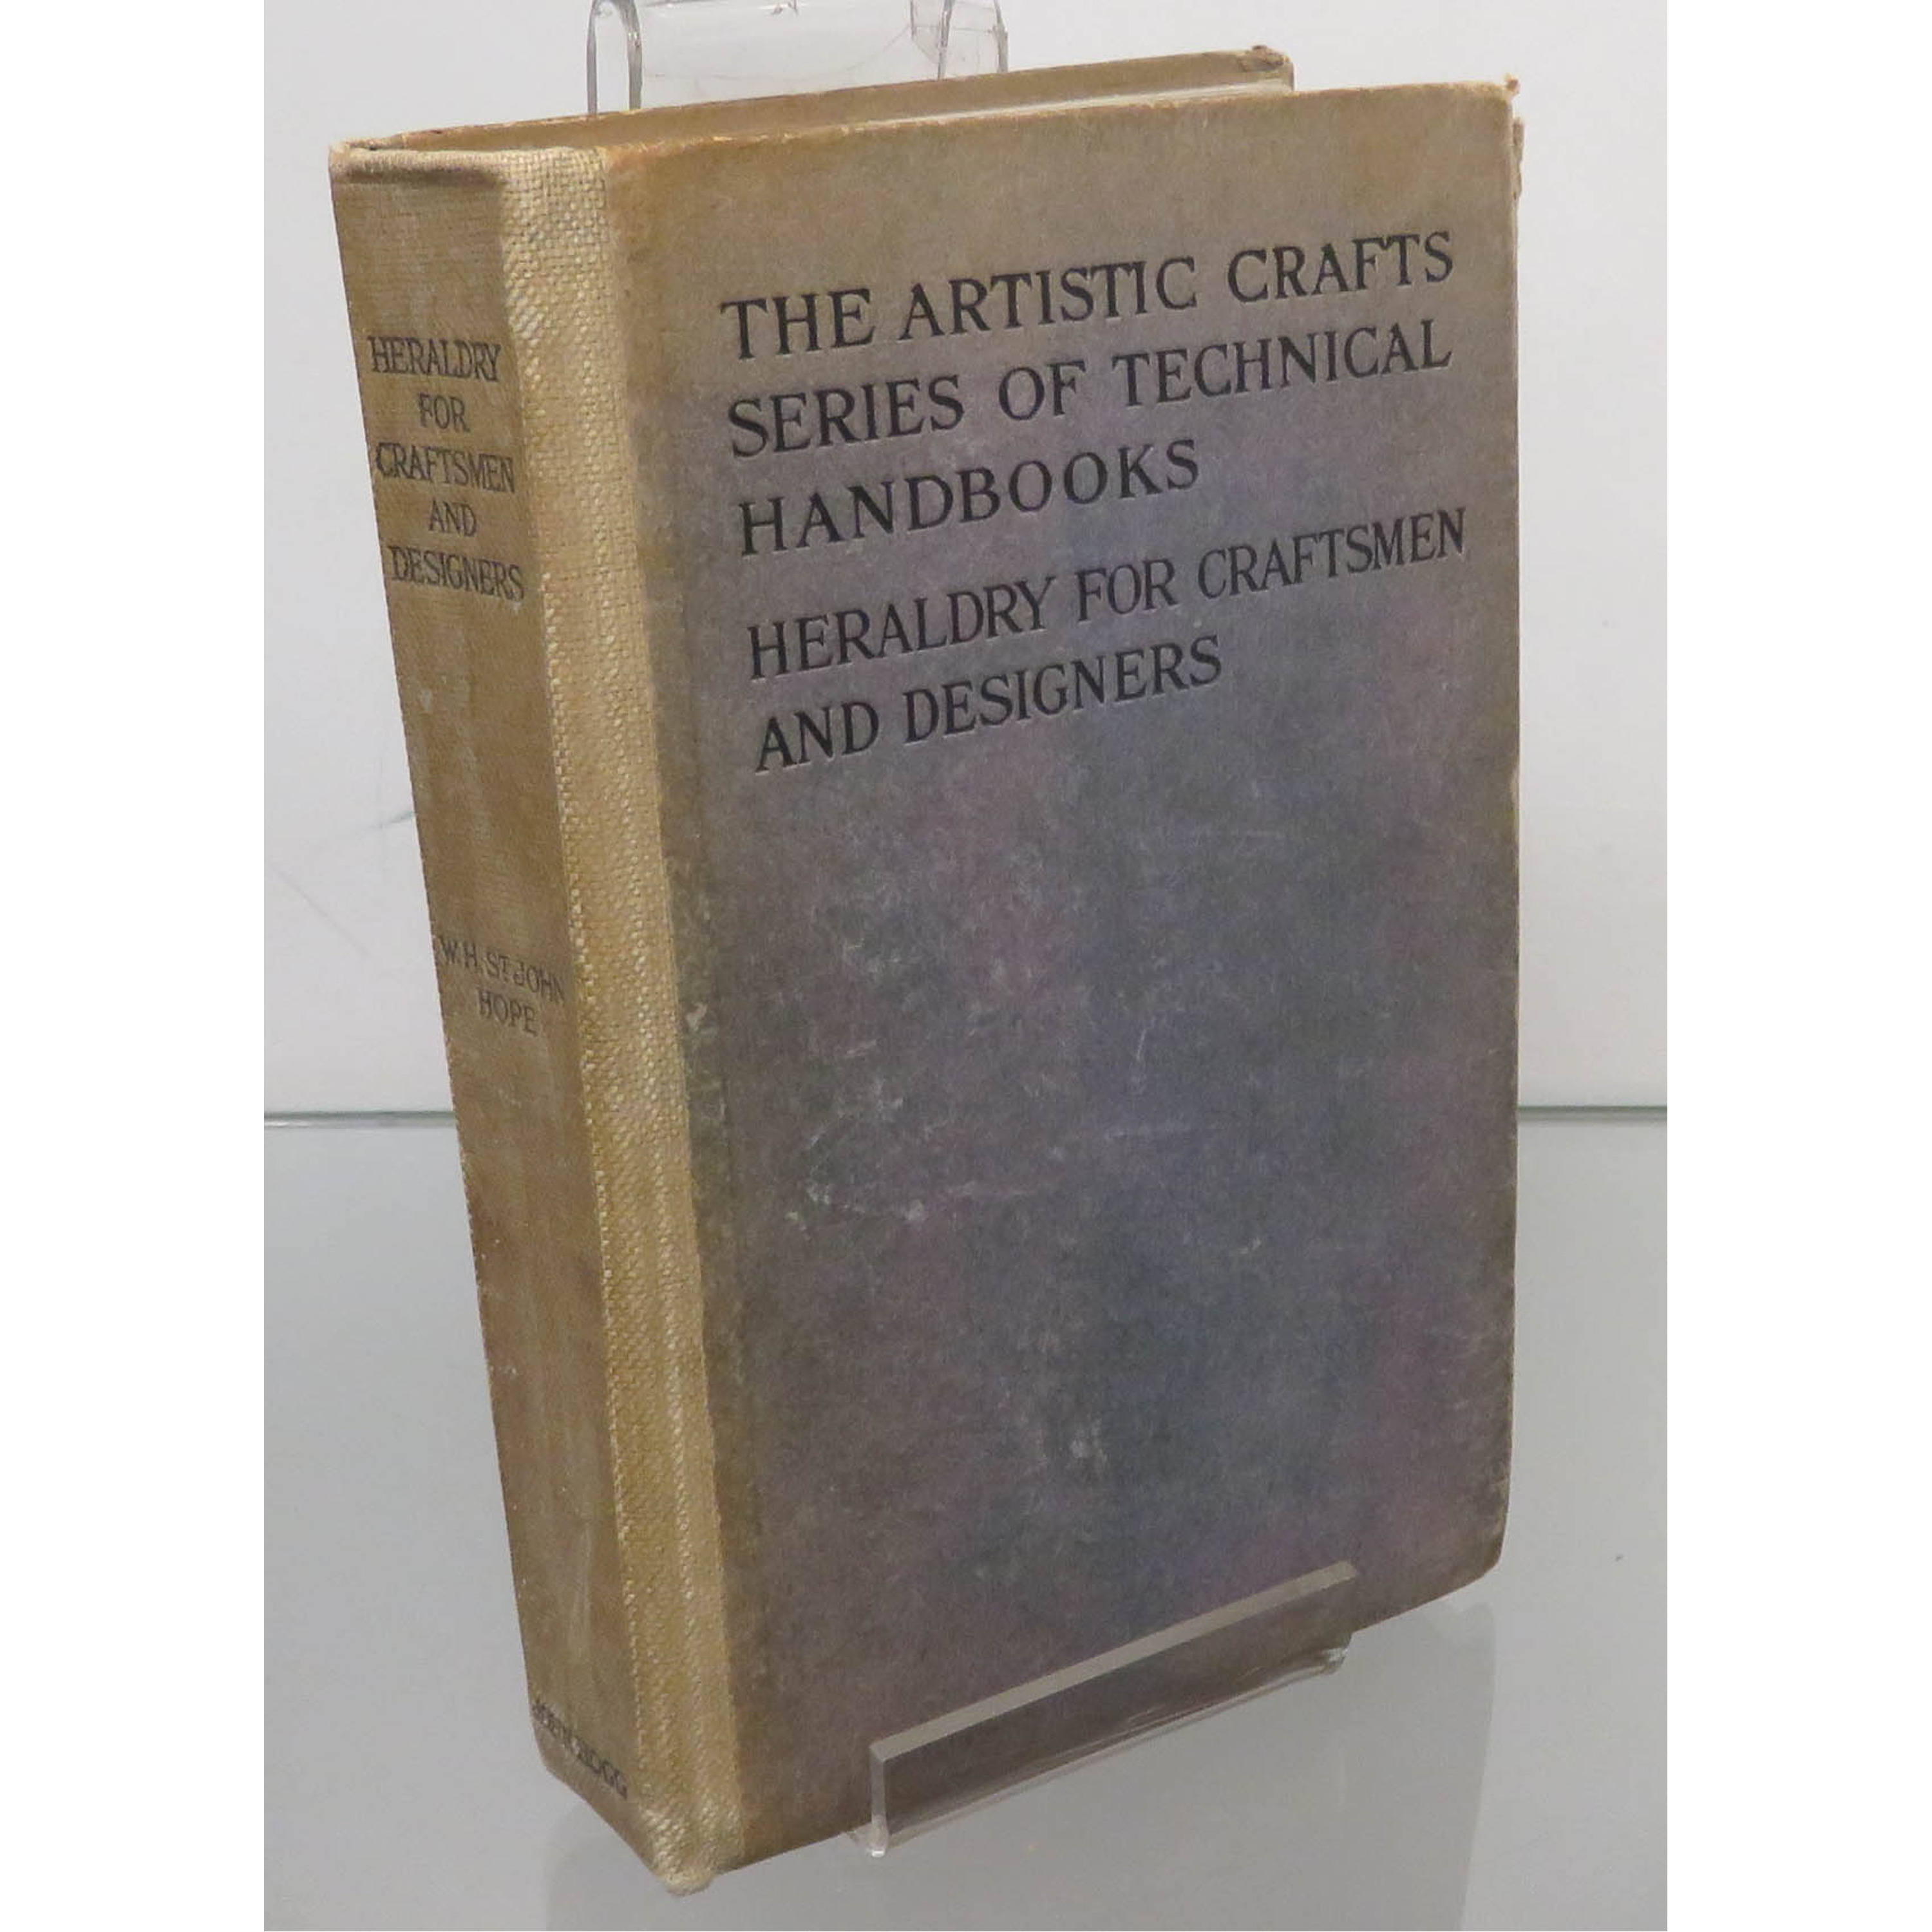 HERALDRY
FOR
CRAFTSMEN
AND
DESIGNERS
W. H. ST JOHN
HOPE
THE ARTISTIC CRAFTS
SERIES OF TECHNICAL
HANDBOOKS
HERALDRY FOR CRAFTSMEN
AND DESIGNERS